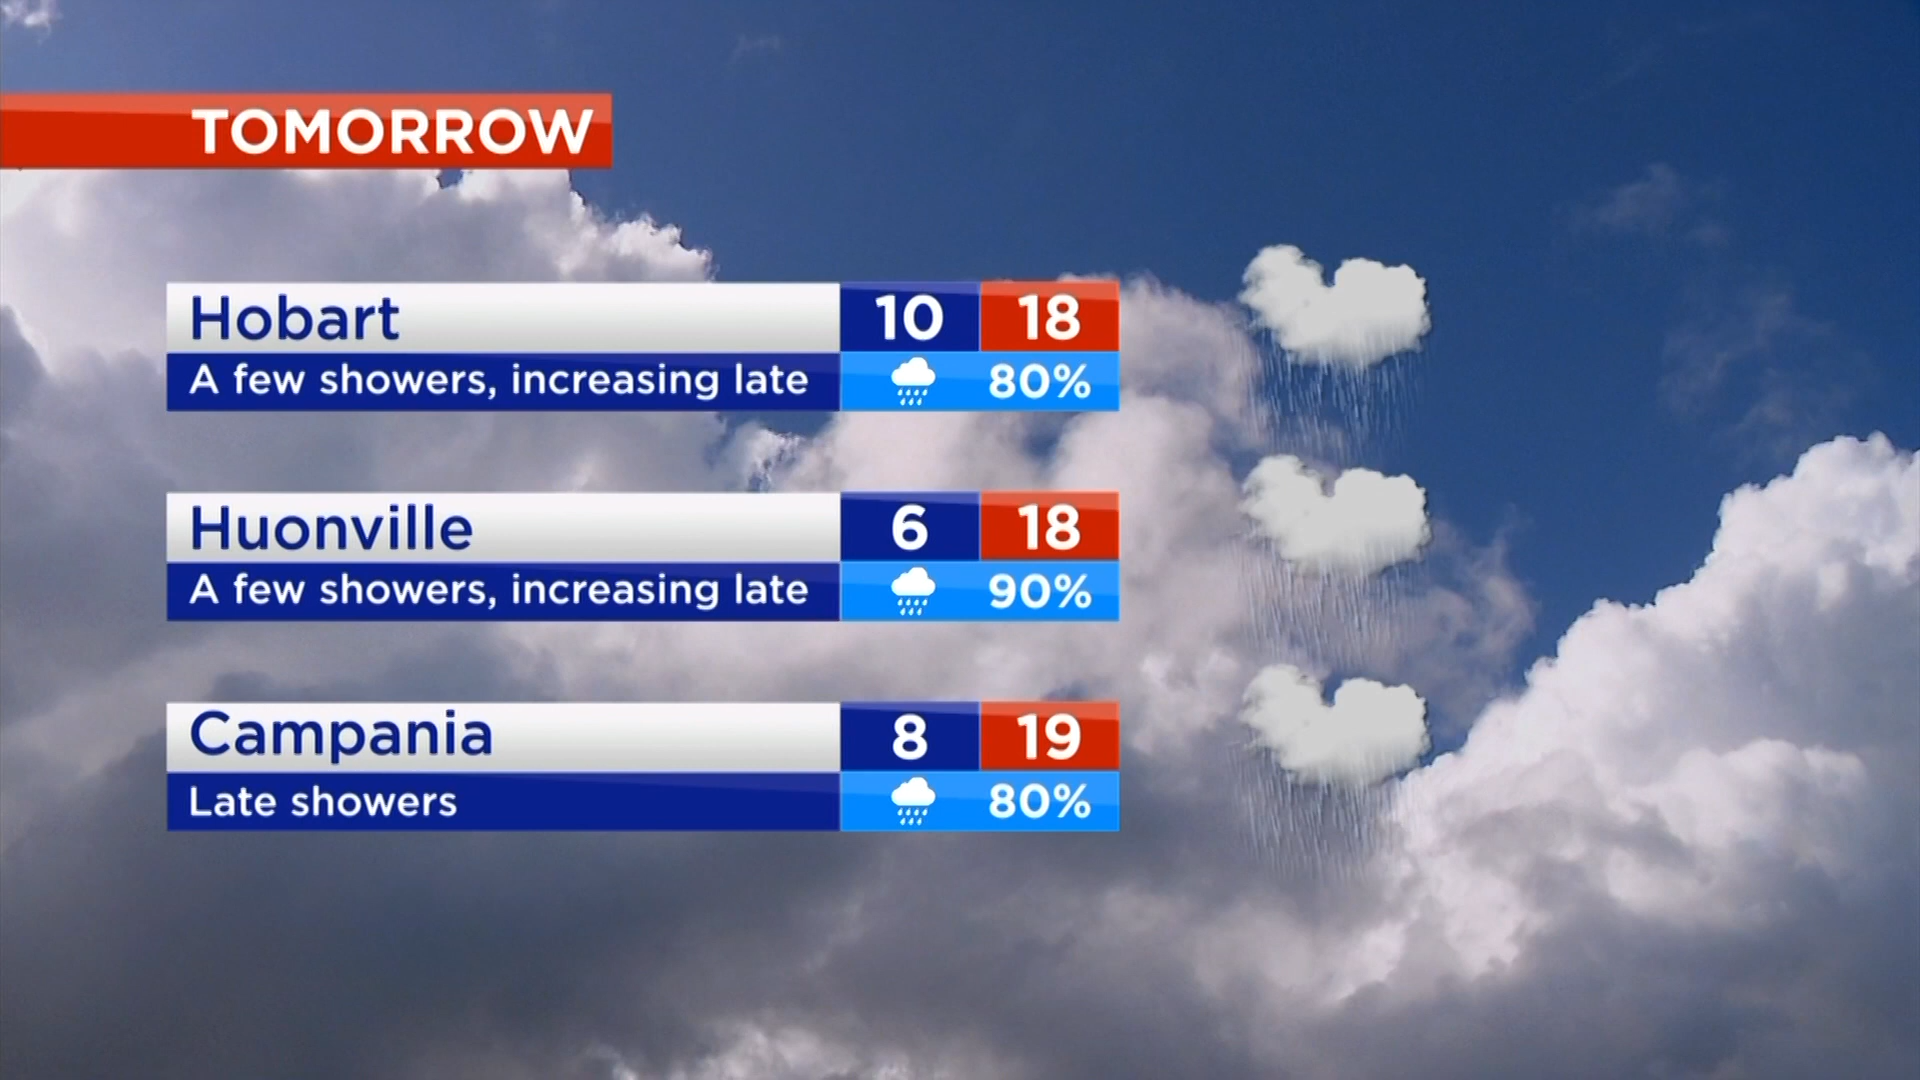 TOMORROW
Hobart 10 18
A few showers, increasing late 80%
Huonville 6 18
A few showers, increasing late 90%
Campania 8 19
Late showers 80%